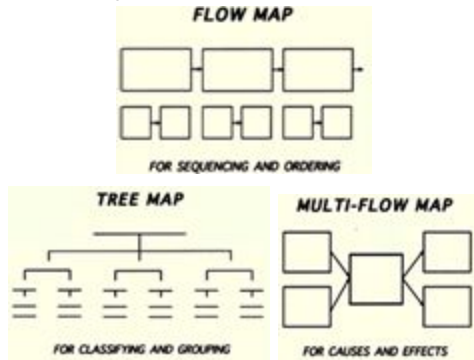 FLOW MAP
FOR SEQUENCING AND ORDERING
TREE MAP
FOR CLASSIFYING AND GROUPING
MULTI-FLOW MAP
FOR CAUSES AND EFFECTS